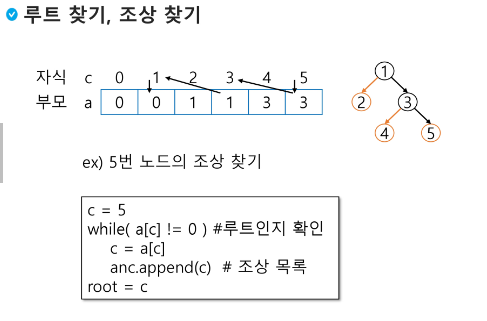 루트 찾기, 조상 찾기
자식 c 0 1 2 3 4 5
부모 a 0 0 1 1 3 3
1
2 3
4 5
ex) 5번 노드의 조상 찾기
c = 5
while( a[c] != 0 ) #루트인지 확인
c = a[c]
anc.append(c) # 조상 목록
root = c